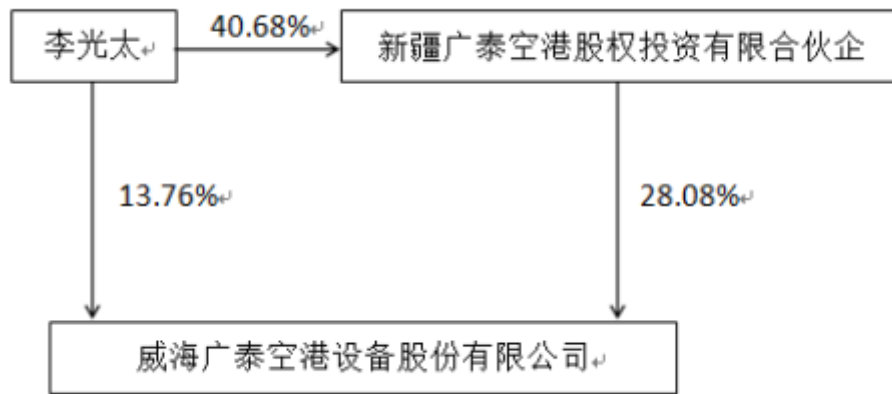 李光太
40.68%
新疆广泰空港股权投资有限合伙企
13.76%
28.08%
威海广泰空港设备股份有限公司